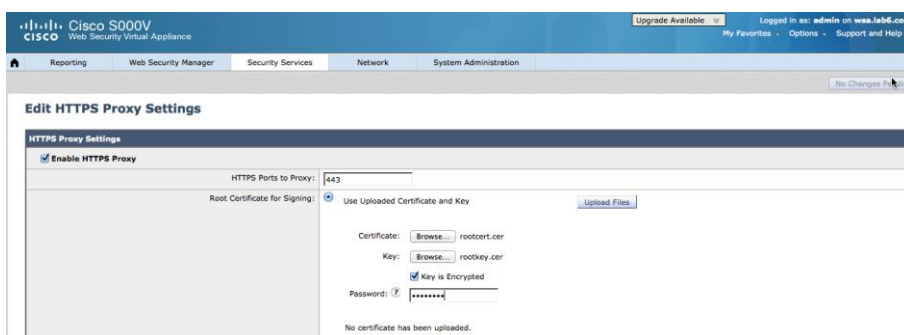 Cisco S000V
CISCO Web Security Virtual Appliance
Upgrade Available
Logged in as: admin on wsa.lab6.co
My Favorites Options Support and Help
Reporting Web Security Manager Security Services Network System Administration
No Changes
Edit HTTPS Proxy Settings
HTTPS Proxy Settings
Enable HTTPS Proxy
HTTPS Ports to Proxy: 443
Root Certificate for Signing: Use Uploaded Certificate and Key Upload Files
Certificate: Browse... rootcert.cer
Key: Browse... rootkey.cer
Key is Encrypted
Password: ? ••••••••
No certificate has been uploaded.